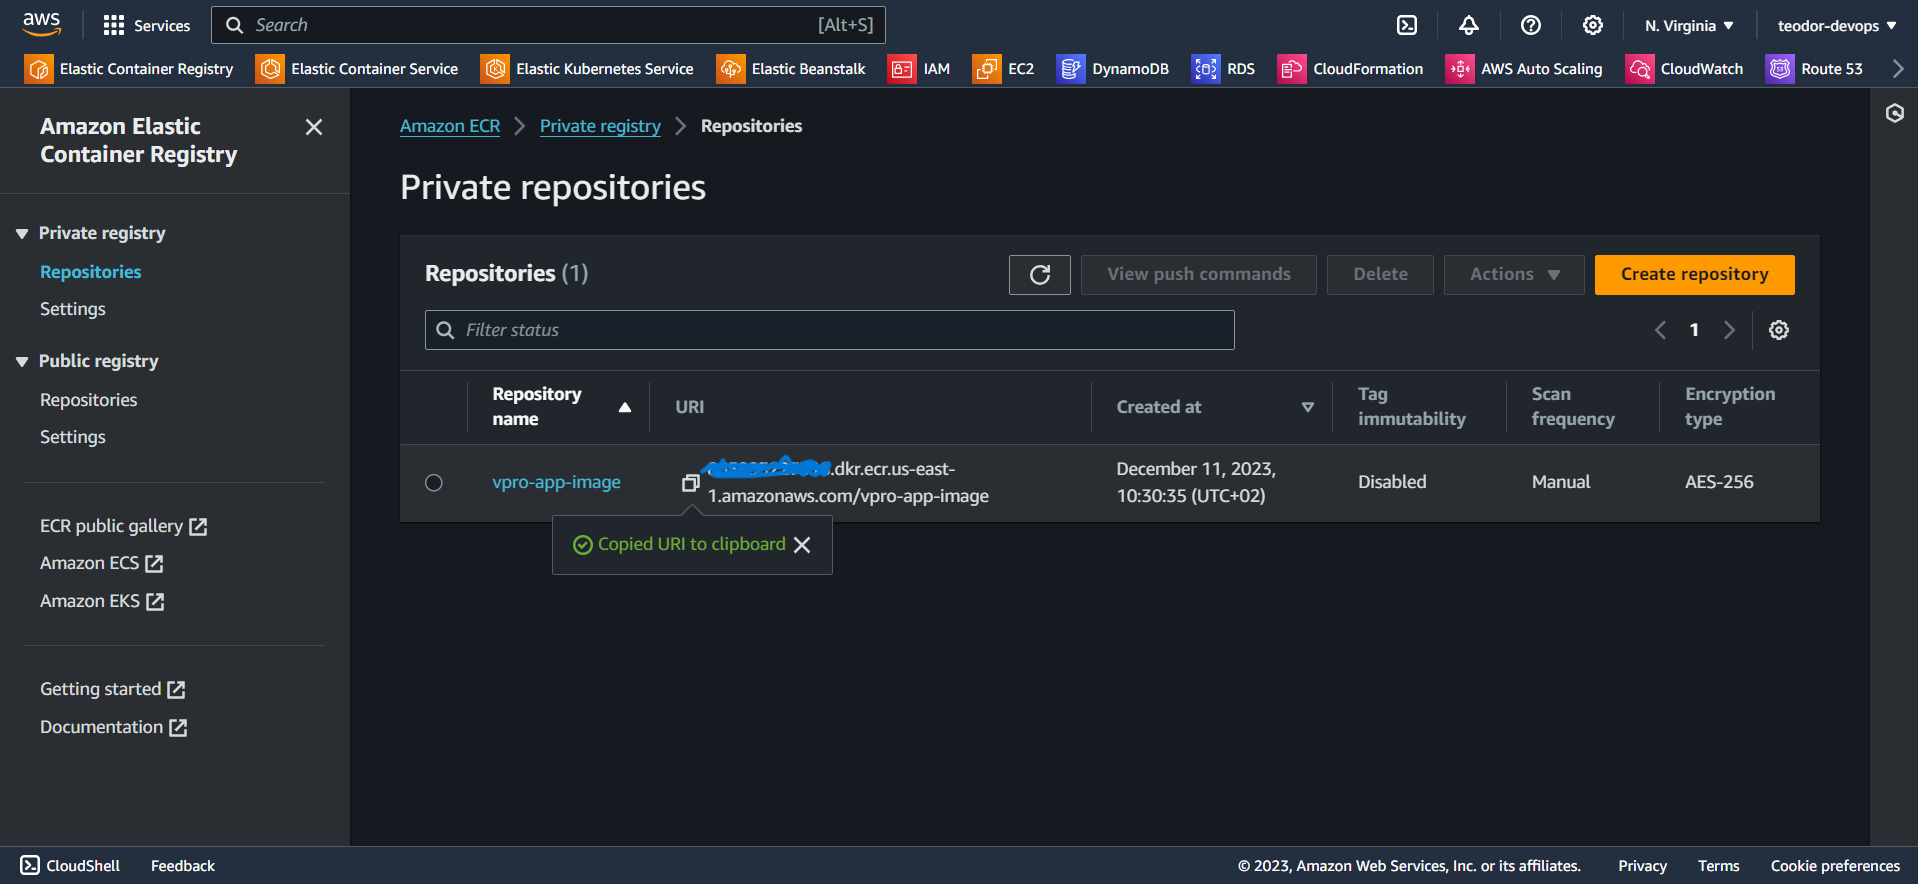 aws
Services
Search
[Alt+S]
N. Virginia
teodor-devops
Elastic Container Registry
Elastic Container Service
Elastic Kubernetes Service
Elastic Beanstalk
IAM
EC2
DynamoDB
RDS
CloudFormation
AWS Auto Scaling
CloudWatch
Route 53
Amazon Elastic
Container Registry
Private registry
Repositories
Settings
Public registry
Repositories
Settings
ECR public gallery
Amazon ECS
Amazon EKS
Getting started
Documentation
Amazon ECR
Private registry
Repositories
Private repositories
Repositories (1)
View push commands
Delete
Actions
Create repository
Filter status
1
Repository
name
URI
Created at
Tag
immutability
Scan
frequency
Encryption
type
vpro-app-image
.dkr.ecr.us-east-
1.amazonaws.com/vpro-app-image
December 11, 2023,
10:30:35 (UTC+02)
Disabled
Manual
AES-256
Copied URI to clipboard
CloudShell
Feedback
© 2023, Amazon Web Services, Inc. or its affiliates.
Privacy
Terms
Cookie preferences